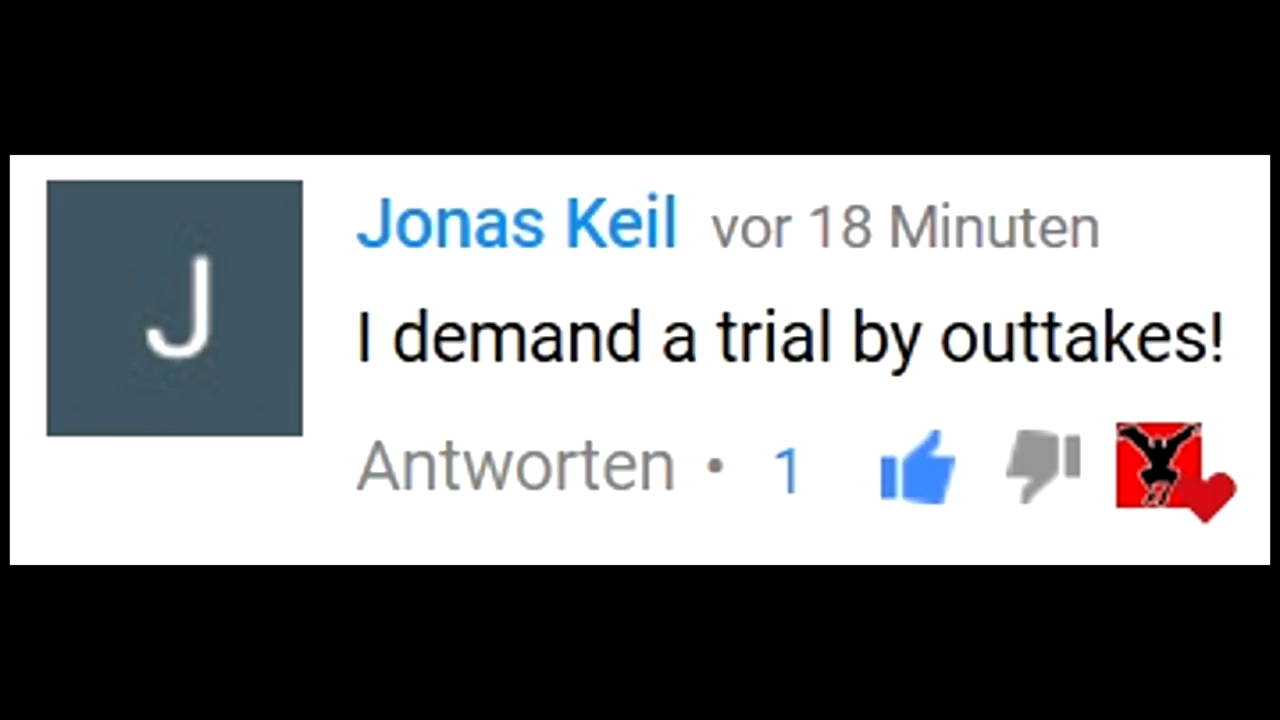 J
Jonas Keil vor 18 Minuten
I demand a trial by outtakes!
Antworten • 1